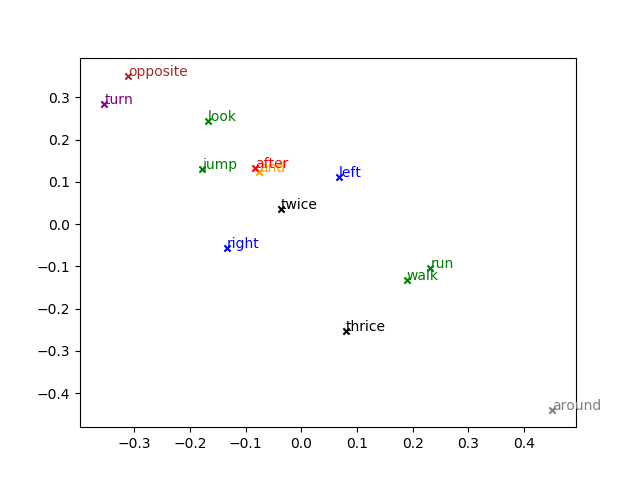 opposite
turn
0.3
look
0.2
jump
after
and
left
0.1
twice
0.0
right
run
−0.1
walk
−0.2
thrice
−0.3
−0.4
around
−0.3 −0.2 −0.1 0.0 0.1 0.2 0.3 0.4